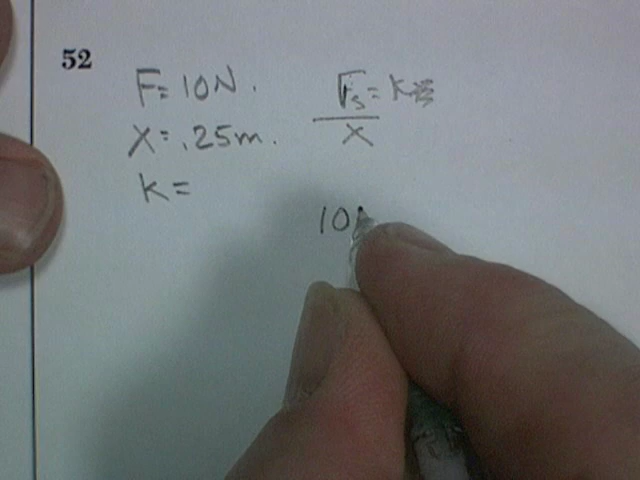 52
F = 10N.
Fs = K
X = .25m.
X
K =
10